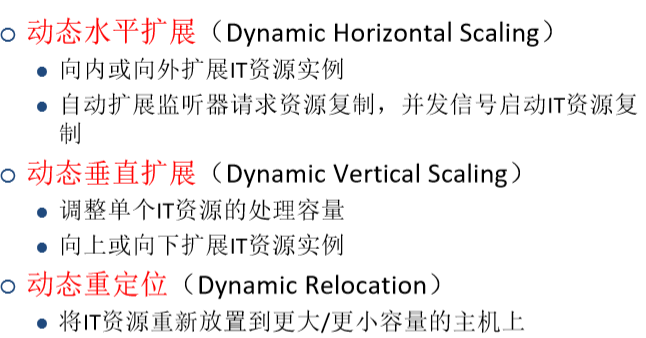 动态水平扩展（Dynamic Horizontal Scaling）
向内或向外扩展IT资源实例
自动扩展监听器请求资源复制，并发信号启动IT资源复
制
动态垂直扩展（Dynamic Vertical Scaling）
调整单个IT资源的处理容量
向上或向下扩展IT资源实例
动态重定位（Dynamic Relocation）
将IT资源重新放置到更大/更小容量的主机上